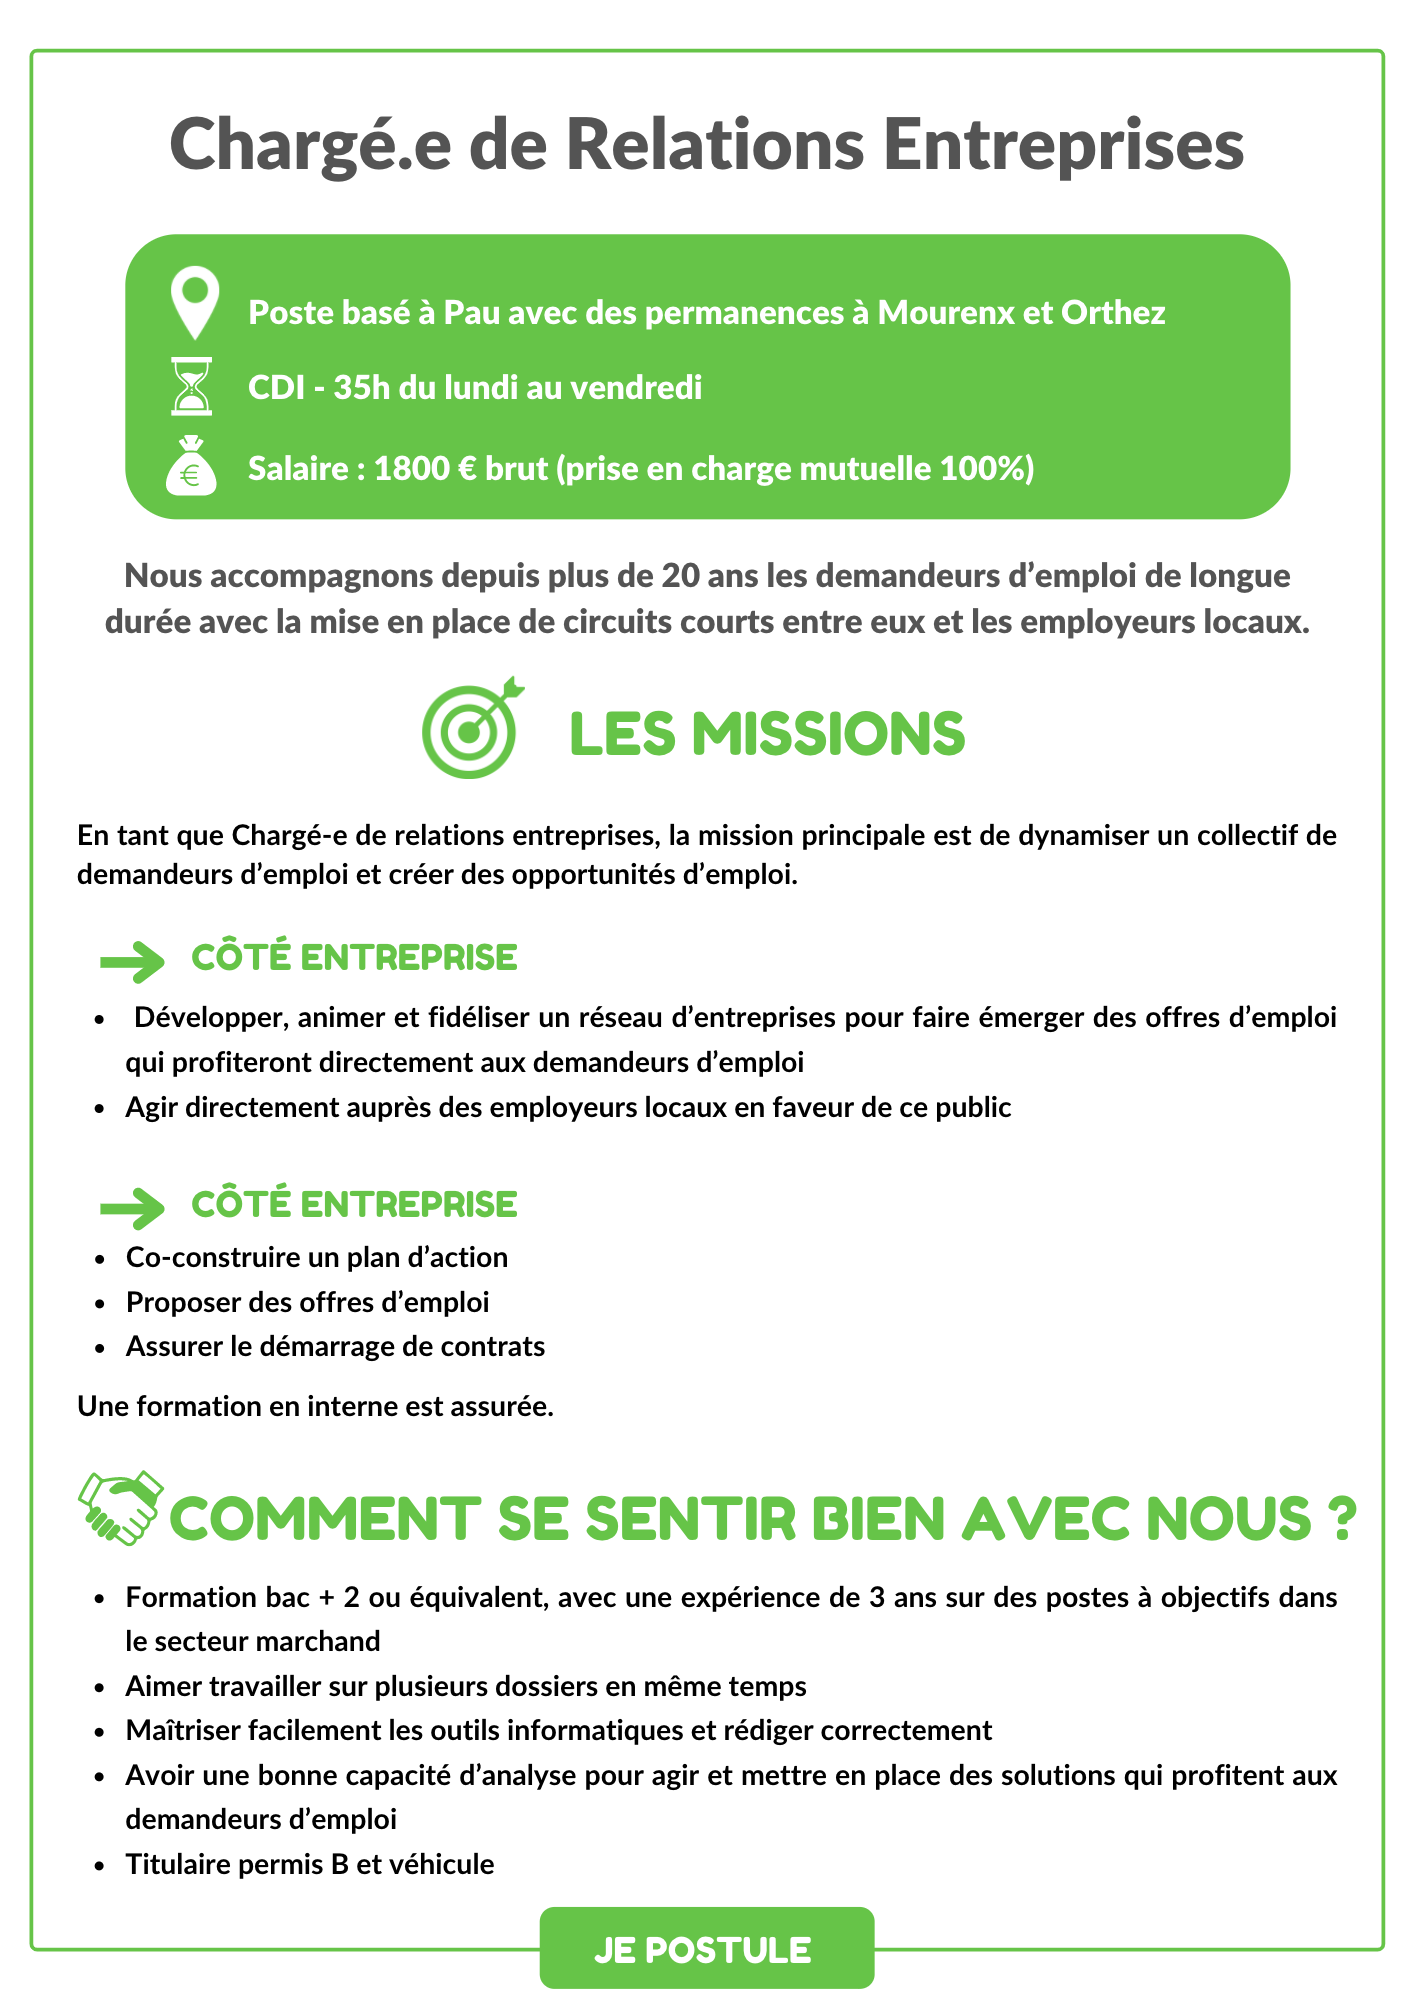 Chargé.e de Relations Entreprises
Poste basé à Pau avec des permanences à Mourenx et Orthez
CDI - 35h du lundi au vendredi
€
Salaire : 1800 € brut (prise en charge mutuelle 100%)
Nous accompagnons depuis plus de 20 ans les demandeurs d’emploi de longue
durée avec la mise en place de circuits courts entre eux et les employeurs locaux.
LES MISSIONS
En tant que Chargé-e de relations entreprises, la mission principale est de dynamiser un collectif de
demandeurs d’emploi et créer des opportunités d’emploi.
CÔTÉ ENTREPRISE
• Développer, animer et fidéliser un réseau d’entreprises pour faire émerger des offres d’emploi
qui profiteront directement aux demandeurs d’emploi
• Agir directement auprès des employeurs locaux en faveur de ce public
CÔTÉ ENTREPRISE
• Co-construire un plan d’action
• Proposer des offres d’emploi
• Assurer le démarrage de contrats
Une formation en interne est assurée.
COMMENT SE SENTIR BIEN AVEC NOUS ?
• Formation bac + 2 ou équivalent, avec une expérience de 3 ans sur des postes à objectifs dans
le secteur marchand
• Aimer travailler sur plusieurs dossiers en même temps
• Maîtriser facilement les outils informatiques et rédiger correctement
• Avoir une bonne capacité d’analyse pour agir et mettre en place des solutions qui profitent aux
demandeurs d’emploi
• Titulaire permis B et véhicule
JE POSTULE